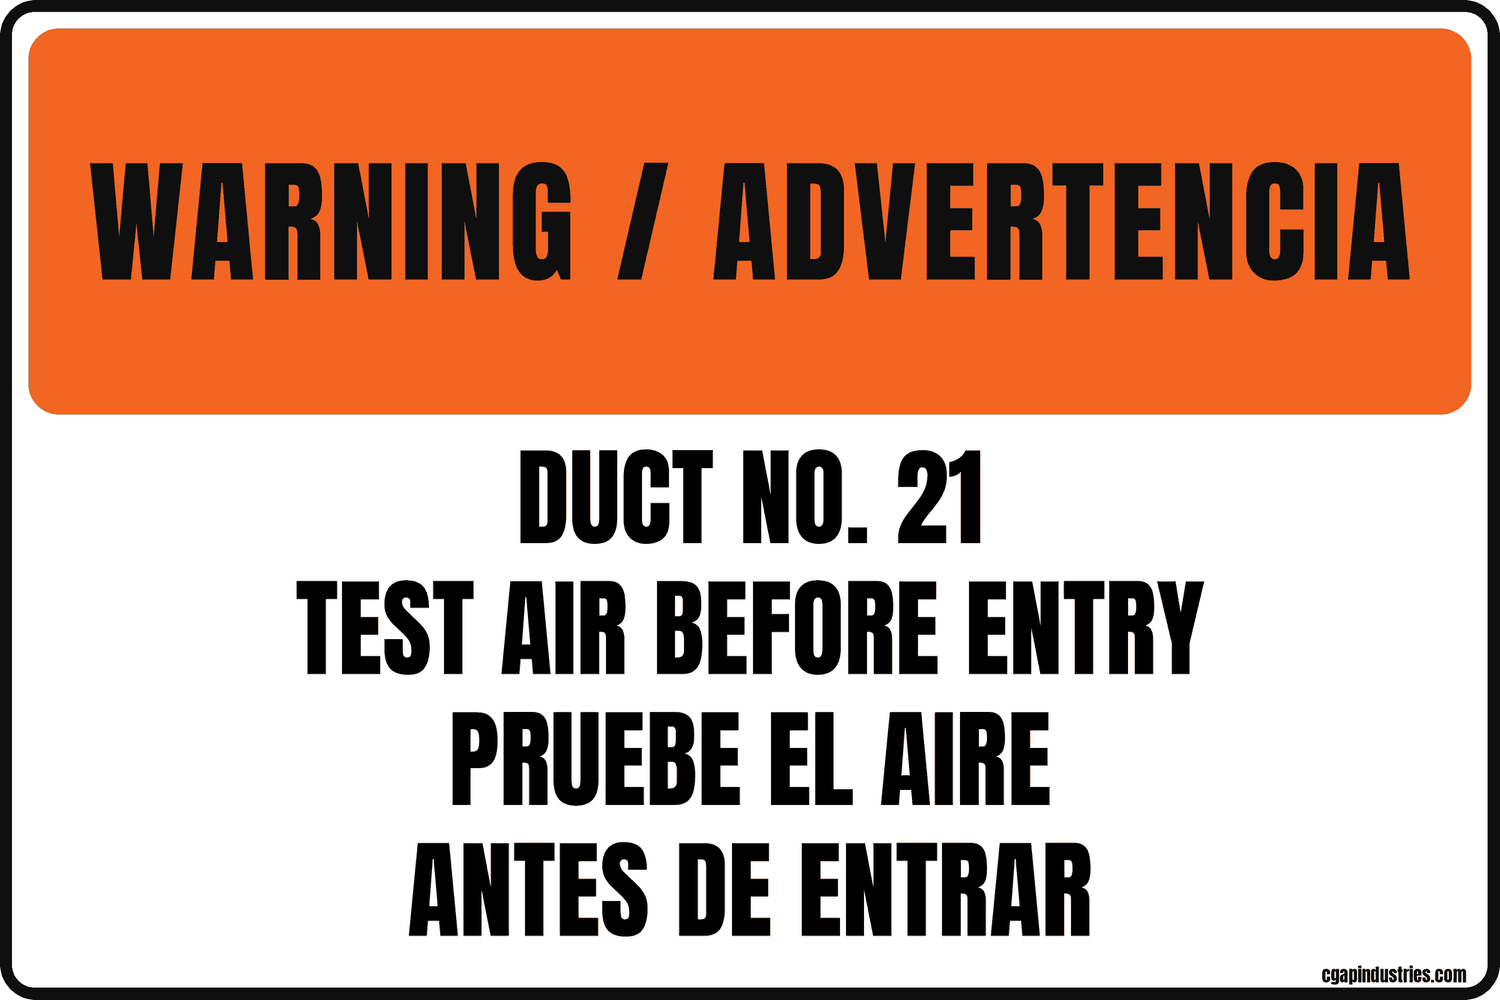 WARNING / ADVERTENCIA
DUCT NO. 21
TEST AIR BEFORE ENTRY
PRUEBE EL AIRE
ANTES DE ENTRAR
cgapindustries.com